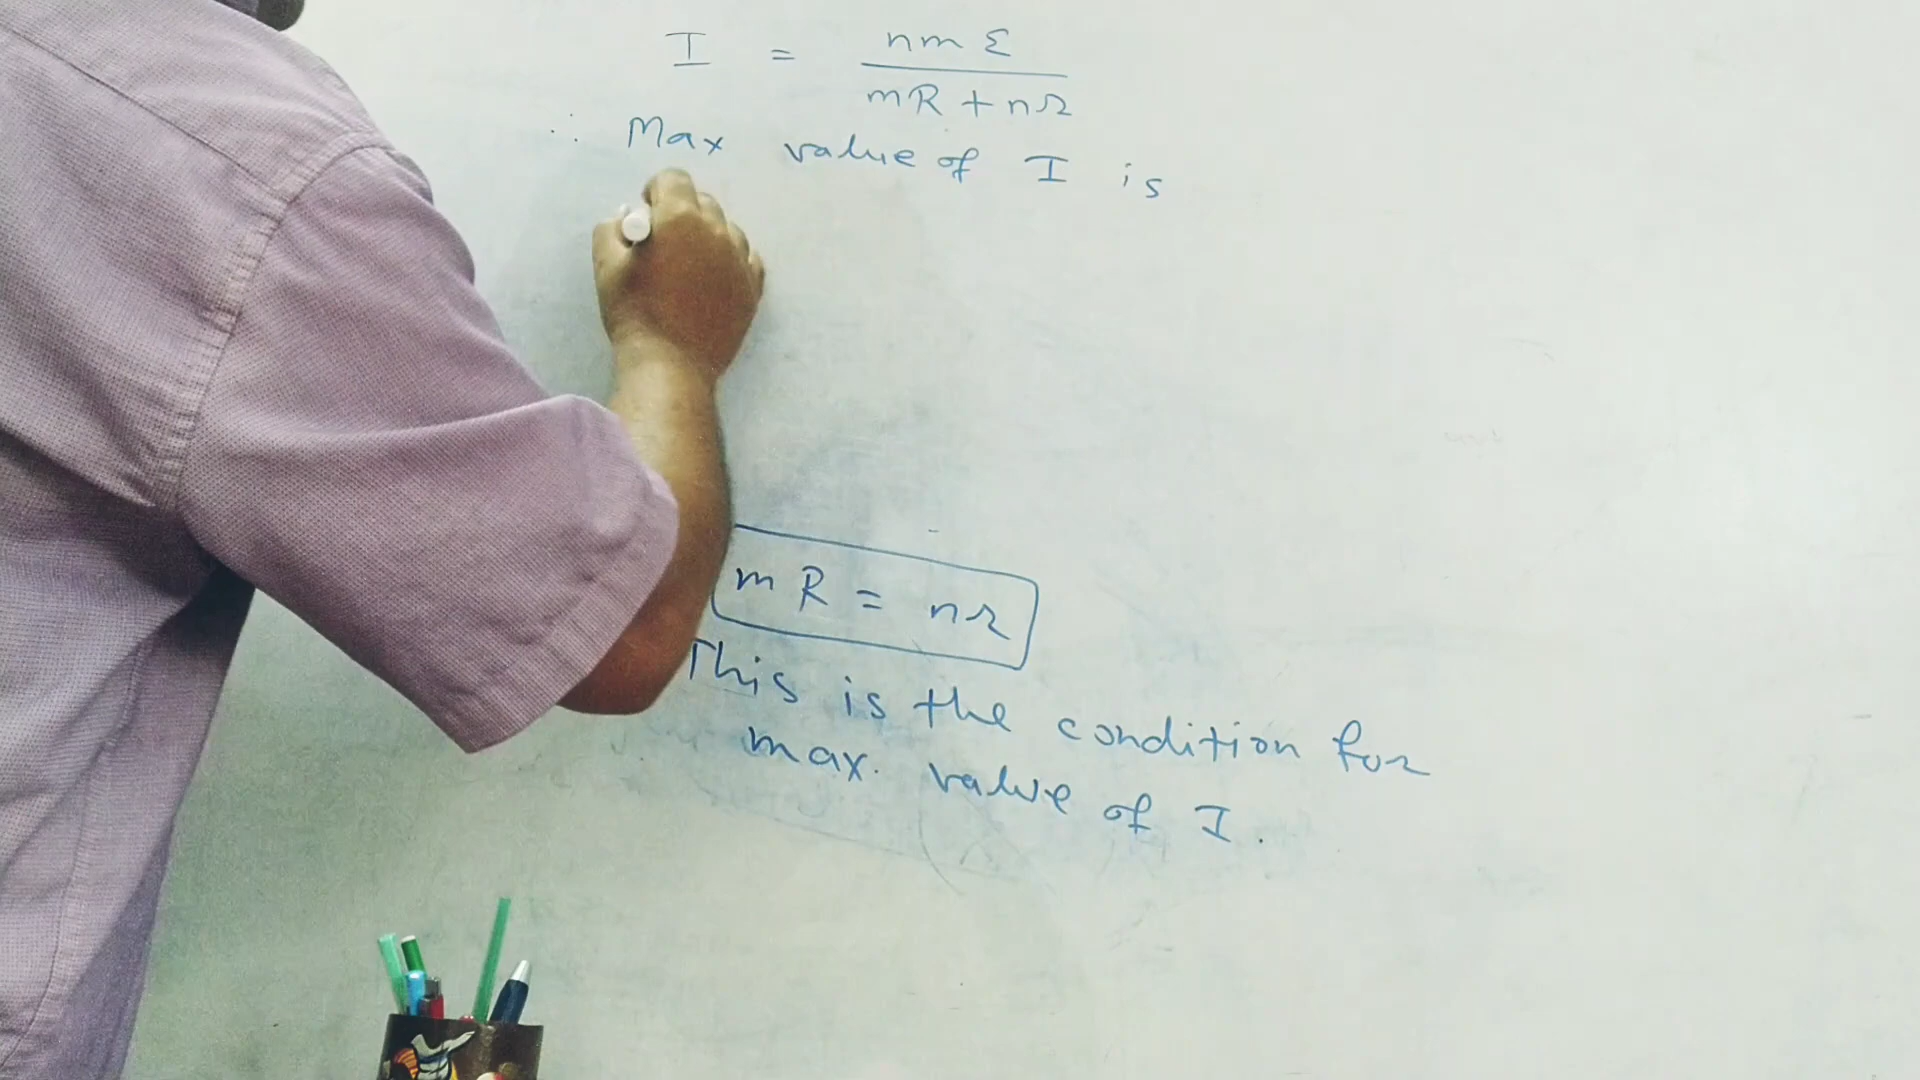 I = nmε / mR + nr
∴ Max value of I is
mR = nr
This is the condition for
max. value of I.